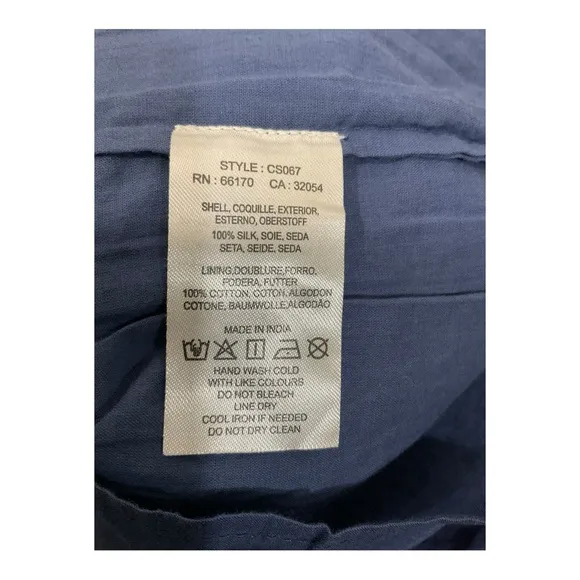 STYLE : CS067
RN : 66170 CA : 32054
SHELL, COQUILLE, EXTERIOR,
ESTERNO, OBERSTOFF
100% SILK, SOIE, SEDA
SETA, SEIDE, SEDA
LINING,DOUBLURE,FORRO,
FODERA, FUTTER
100% COTTON, COTON, ALGODON
COTONE, BAUMWOLLE,ALGODÃO
MADE IN INDIA
HAND WASH COLD
WITH LIKE COLOURS
DO NOT BLEACH
LINE DRY
COOL IRON IF NEEDED
DO NOT DRY CLEAN